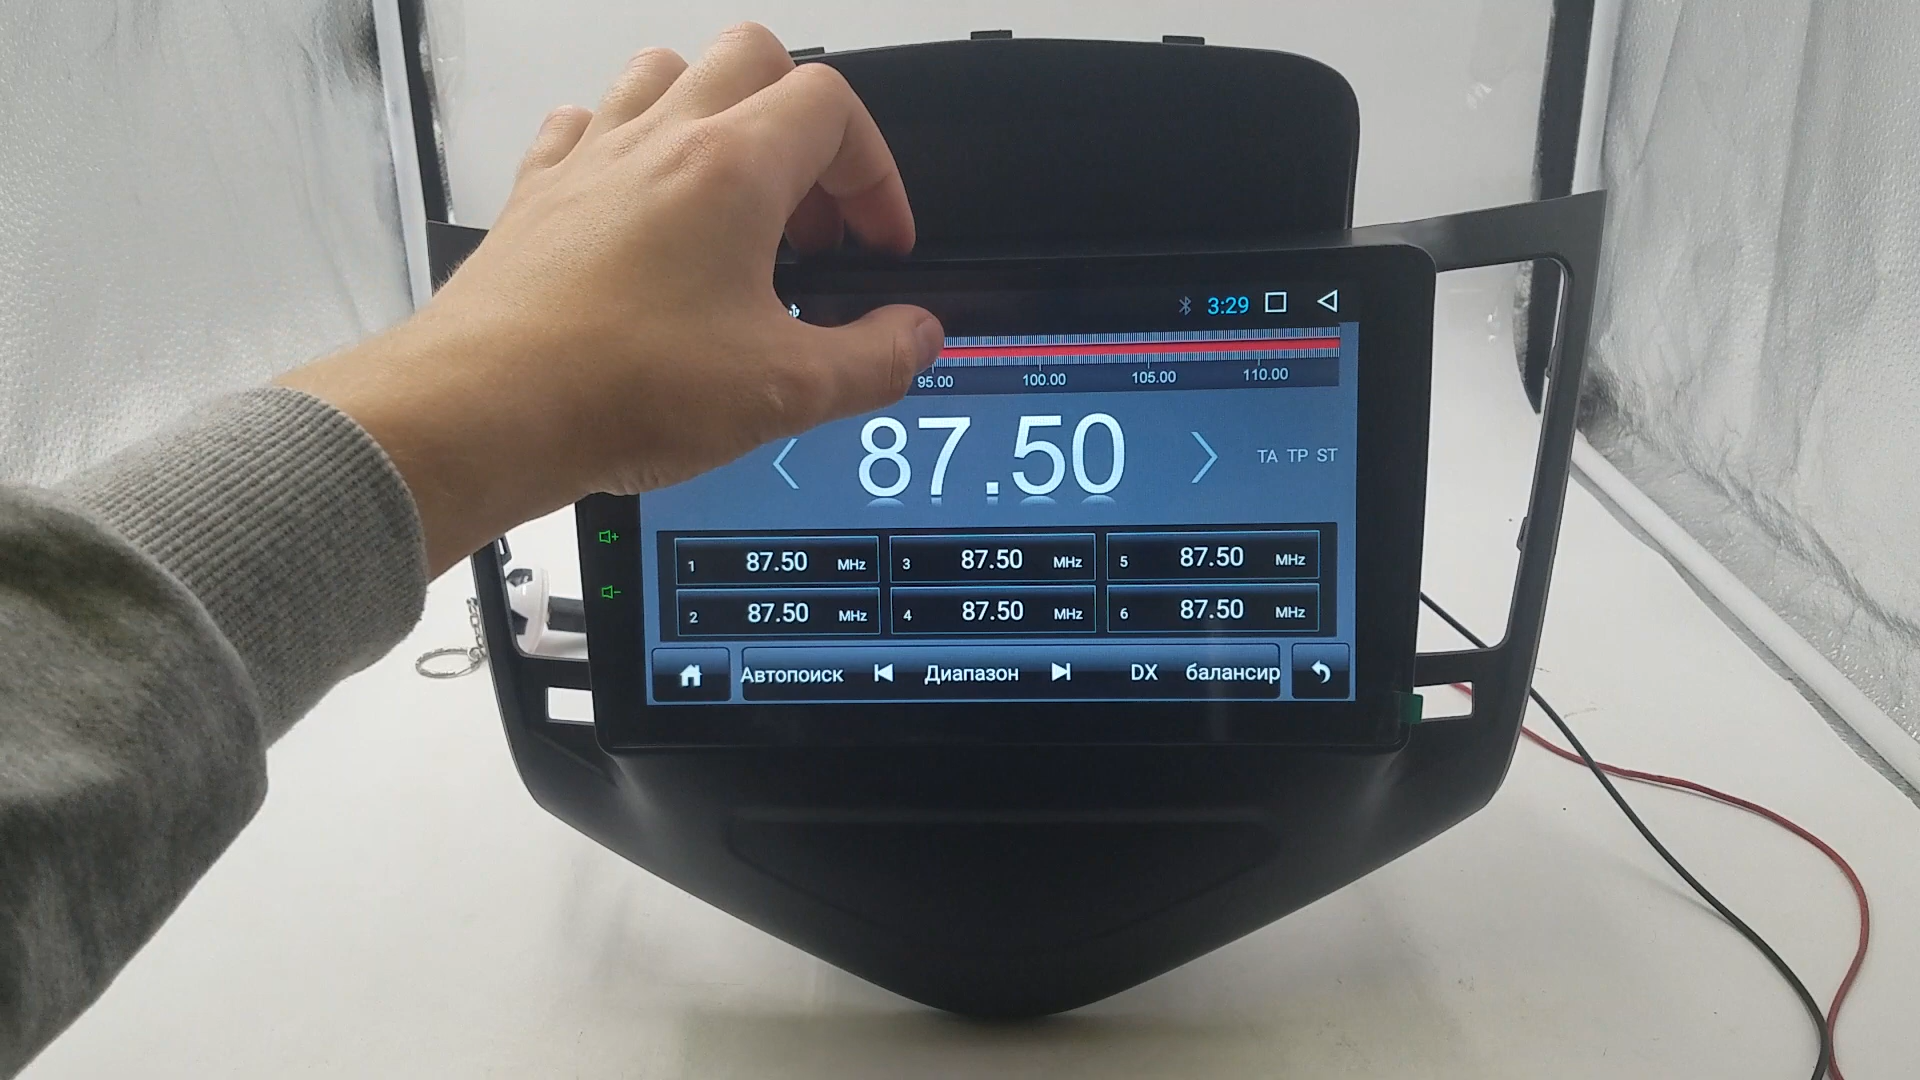 3:29
95.00 100.00 105.00 110.00
87.50 TA TP ST
1 87.50 MHz 3 87.50 MHz 5 87.50 MHz
2 87.50 MHz 4 87.50 MHz 6 87.50 MHz
Автопоиск Диапазон DX балансир